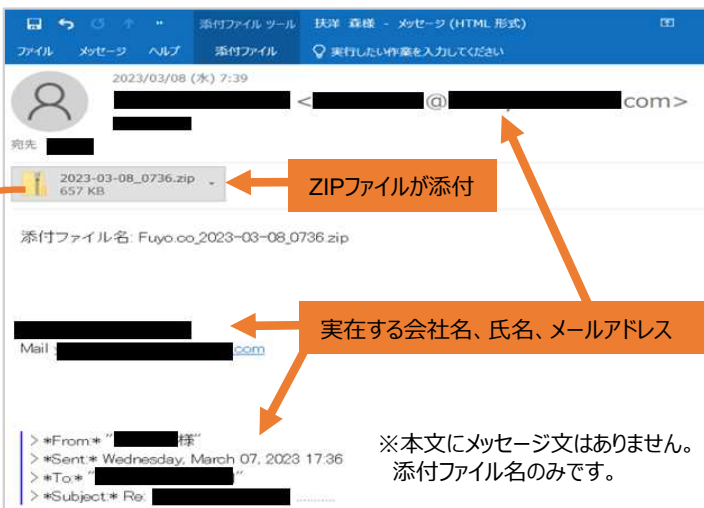 添付ファイル ツール
扶洋 森様 - メッセージ (HTML 形式)
ファイル メッセージ ヘルプ 添付ファイル 実行したい作業を入力してください
2023/03/08 (水) 7:39
< @ com>
宛先
2023-03-08_0736.zip
657 KB
ZIPファイルが添付
添付ファイル名: Fuyo.co_2023-03-08_0736.zip
実在する会社名、氏名、メールアドレス
Mail .com
> *From:* " 様"
> *Sent:* Wednesday, March 07, 2023 17:36
> *To:* " "
> *Subject:* Re:
※本文にメッセージ文はありません。
添付ファイル名のみです。